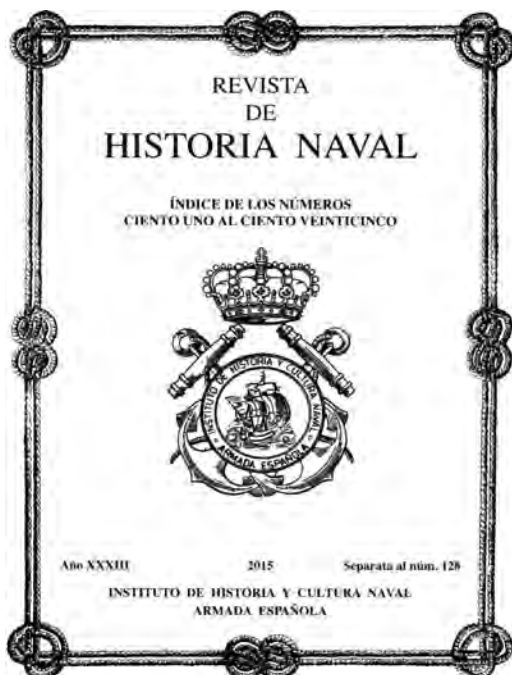 REVISTA
DE
HISTORIA NAVAL
ÍNDICE DE LOS NÚMEROS
CIENTO UNO AL CIENTO VEINTICINCO
INSTITUTO DE HISTORIA Y CULTURA NAVAL
ARMADA ESPAÑOLA
Año XXXIII 2015 Separata al núm. 128
INSTITUTO DE HISTORIA Y CULTURA NAVAL
ARMADA ESPAÑOLA